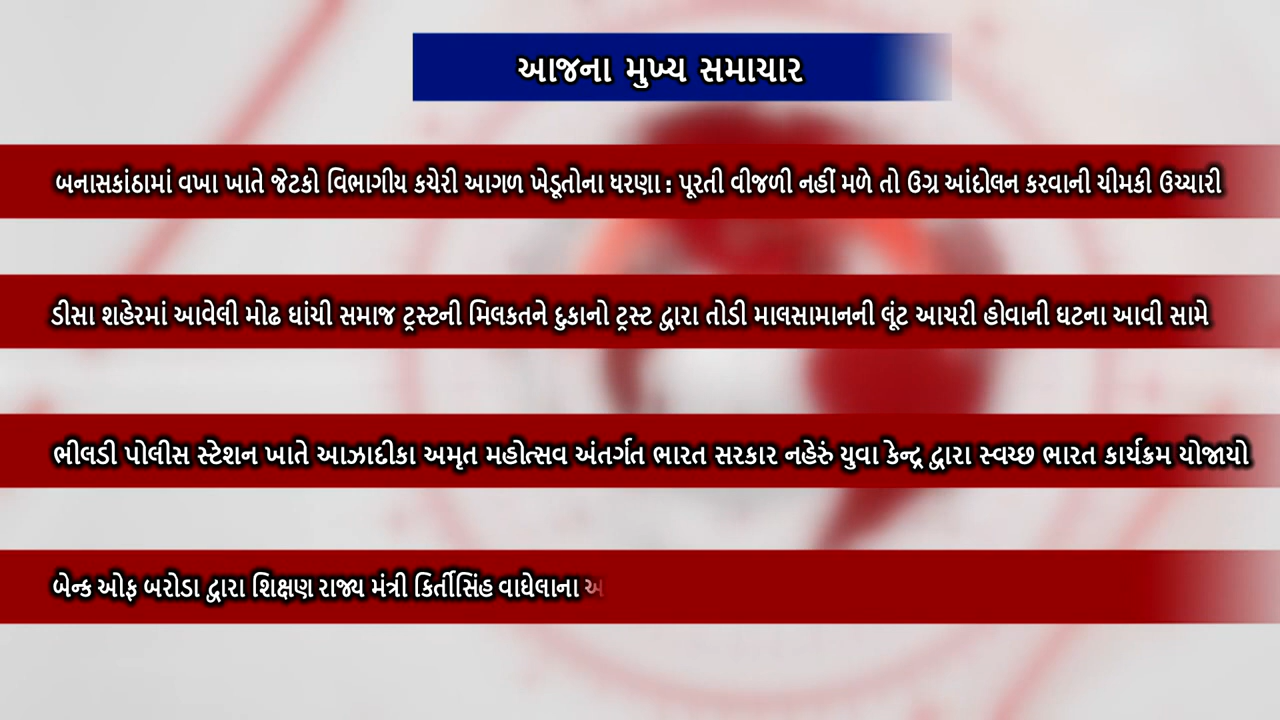 આજના મુખ્ય સમાચાર
બનાસકાંઠામાં વખા ખાતે જેટકો વિભાગીય કચેરી આગળ ખેડૂતોના ધરણા : પૂરતી વીજળી નહીં મળે તો ઉગ્ર આંદોલન કરવાની ચીમકી ઉચ્ચારી
ડીસા શહેરમાં આવેલી મોઢ ઘાંચી સમાજ ટ્રસ્ટની મિલકતને દુકાનો ટ્રસ્ટ દ્વારા તોડી માલસામાનની લૂંટ આચરી હોવાની ઘટના આવી સામે
ભીલડી પોલીસ સ્ટેશન ખાતે આઝાદીકા અમૃત મહોત્સવ અંતર્ગત ભારત સરકાર નહેરું યુવા કેન્દ્ર દ્વારા સ્વચ્છ ભારત કાર્યક્રમ યોજાયો
બેન્ક ઓફ બરોડા દ્વારા શિક્ષણ રાજ્ય મંત્રી કિર્તીસિંહ વાઘેલાના અ